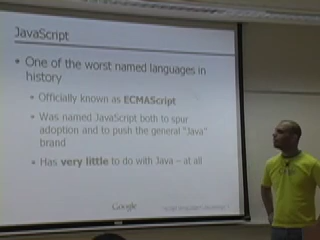 JavaScript
• One of the worst named languages in
history
• Officially known as ECMAScript
• Was named JavaScript both to spur
adoption and to push the general "Java"
brand
• Has very little to do with Java – at all
Google